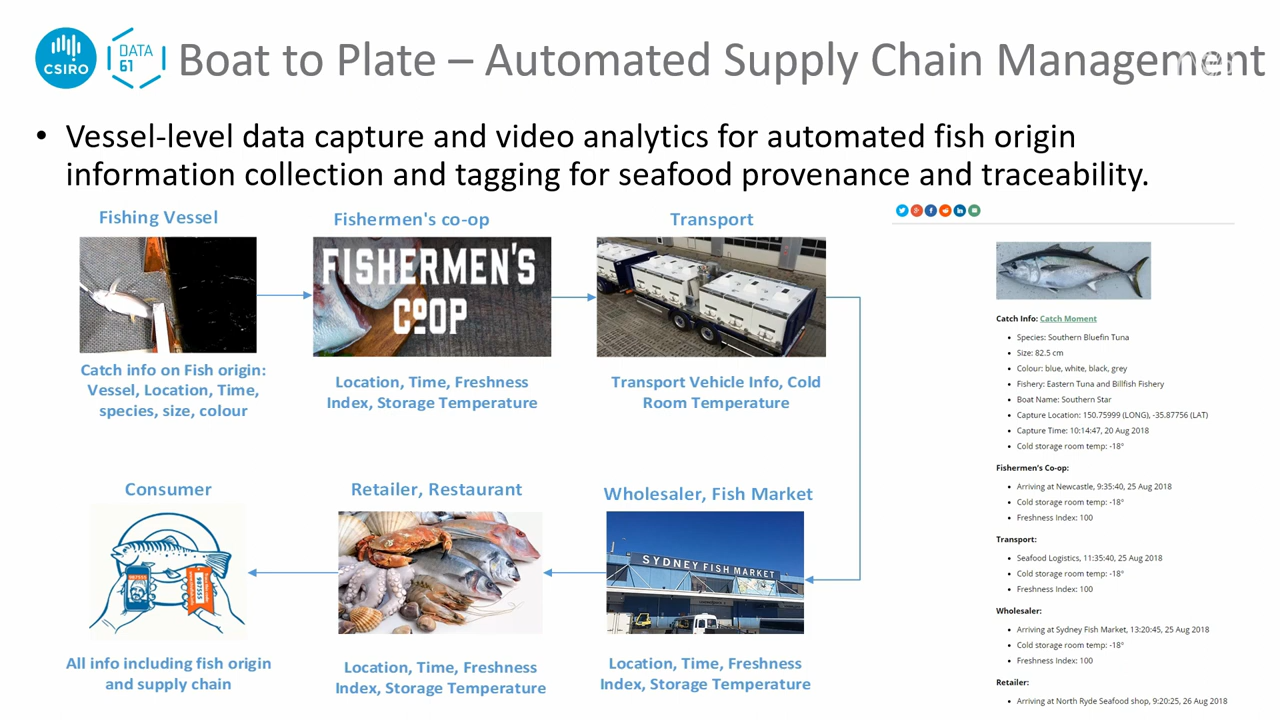 CSIRO
DATA
61
Boat to Plate – Automated Supply Chain Management
• Vessel-level data capture and video analytics for automated fish origin
information collection and tagging for seafood provenance and traceability.
Fishing Vessel
Catch info on Fish origin:
Vessel, Location, Time,
species, size, colour
Fishermen's co-op
FISHERMEN'S
CoOP
Location, Time, Freshness
Index, Storage Temperature
Transport
Transport Vehicle Info, Cold
Room Temperature
Wholesaler, Fish Market
SYDNEY FISH MARKET
Location, Time, Freshness
Index, Storage Temperature
Retailer, Restaurant
Location, Time, Freshness
Index, Storage Temperature
Consumer
987555
987555
All info including fish origin
and supply chain
Catch Info: Catch Moment
• Species: Southern Bluefin Tuna
• Size: 82.5 cm
• Colour: blue, white, black, grey
• Fishery: Eastern Tuna and Billfish Fishery
• Boat Name: Southern Star
• Capture Location: 150.75999 (LONG), -35.87756 (LAT)
• Capture Time: 10:14:47, 20 Aug 2018
• Cold storage room temp: -18°
Fishermen's Co-op:
• Arriving at Newcastle, 9:35:40, 25 Aug 2018
• Cold storage room temp: -18°
• Freshness Index: 100
Transport:
• Seafood Logistics, 11:35:40, 25 Aug 2018
• Cold storage room temp: -18°
• Freshness Index: 100
Wholesaler:
• Arriving at Sydney Fish Market, 13:20:45, 25 Aug 2018
• Cold storage room temp: -18°
• Freshness Index: 100
Retailer:
• Arriving at North Ryde Seafood shop, 9:20:25, 26 Aug 2018